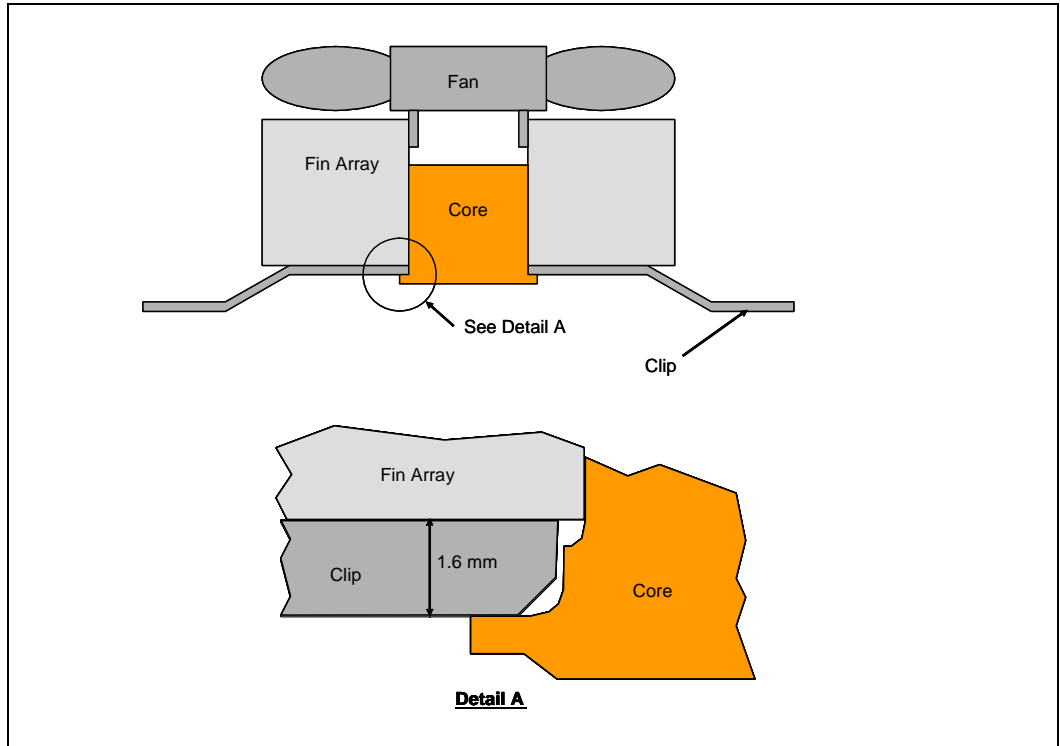 Fan
Fin Array
Core
See Detail A
Clip
Fin Array
1.6 mm
Clip
Core
Detail A